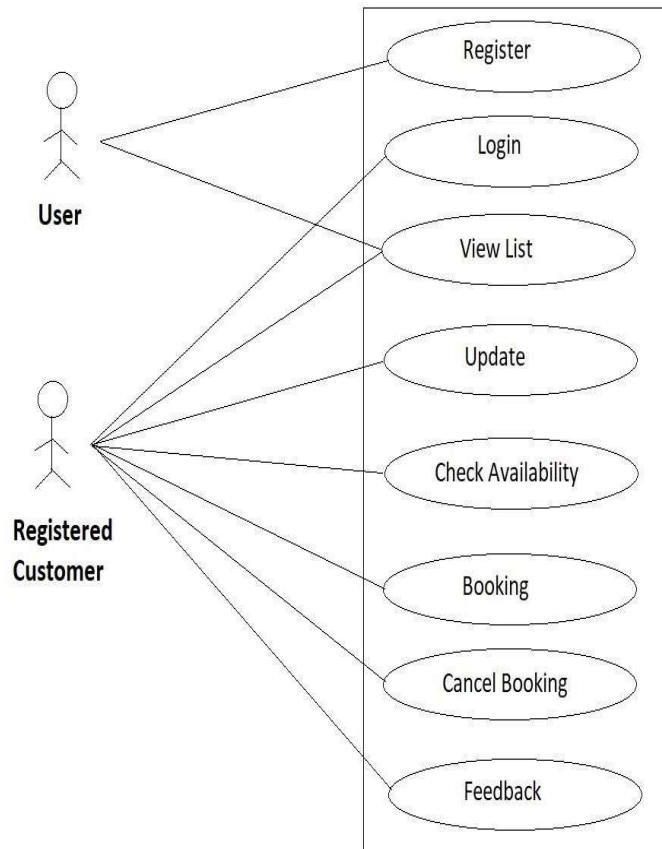 Register
Login
User
View List
Update
Check Availability
Registered
Customer
Booking
Cancel Booking
Feedback